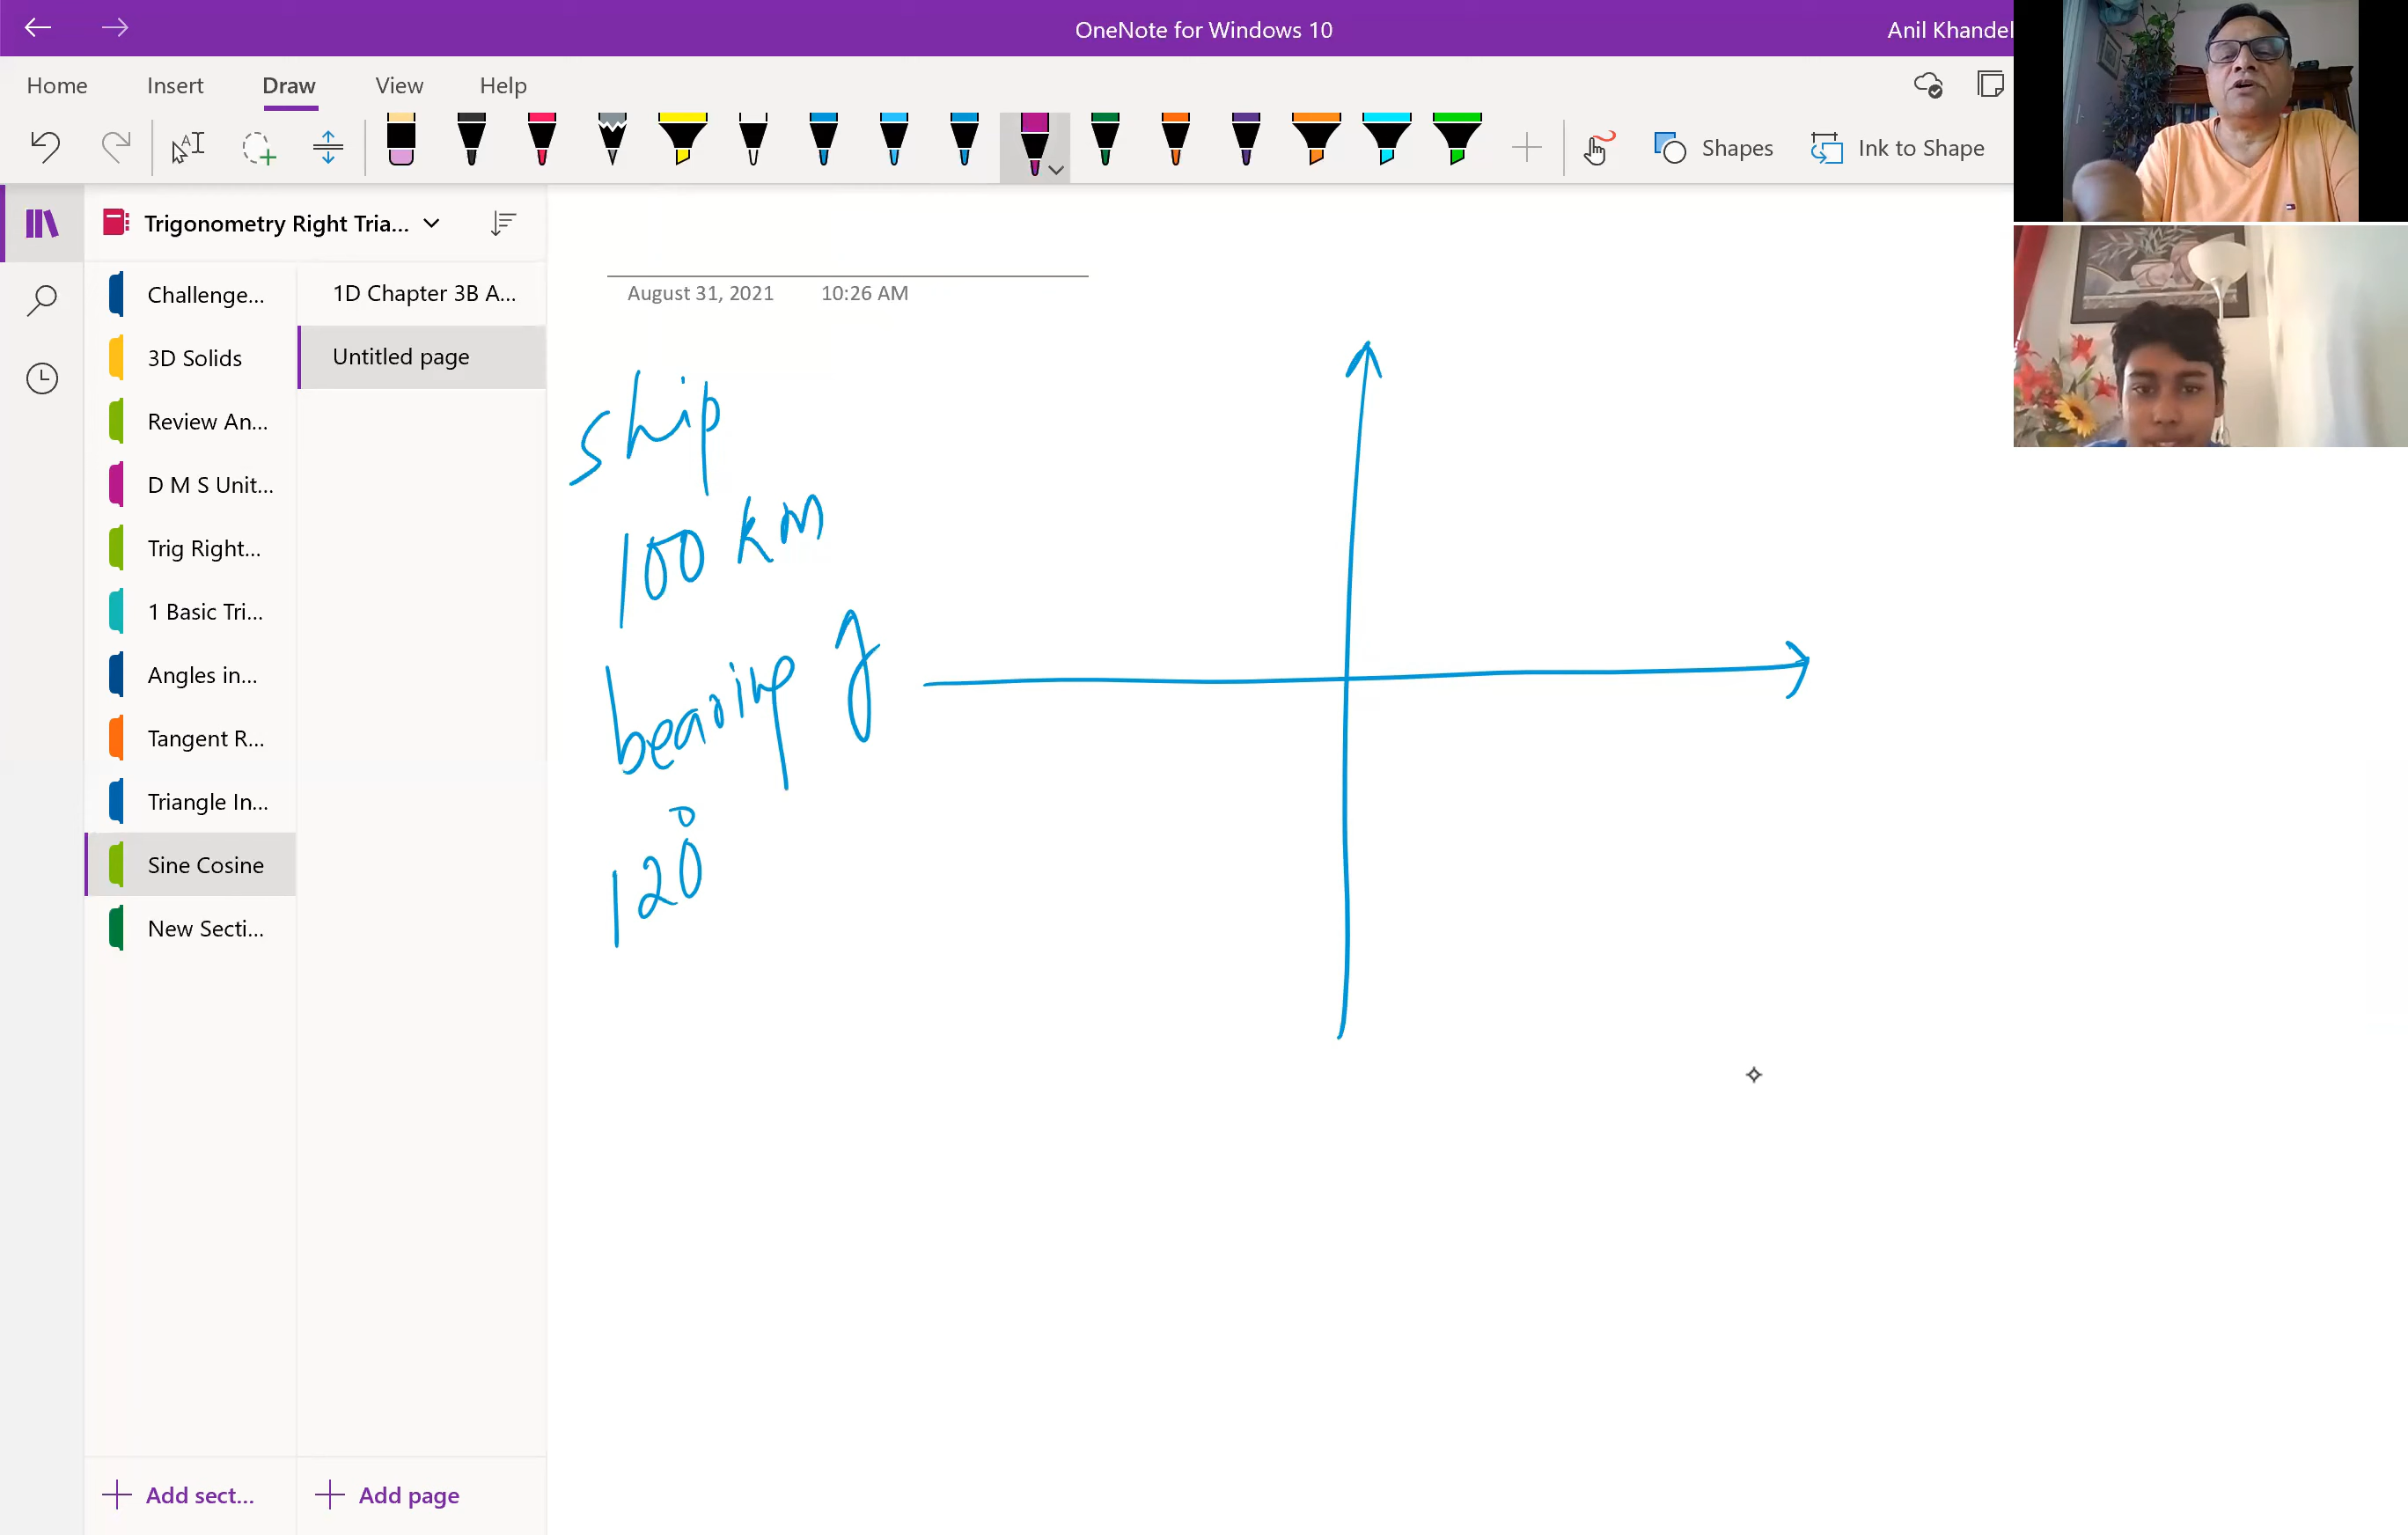 OneNote for Windows 10
Anil Khandel
Home Insert Draw View Help
Shapes
Ink to Shape
Trigonometry Right Tria...
Challenge...
3D Solids
Review An...
D M S Unit...
Trig Right...
1 Basic Tri...
Angles in...
Tangent R...
Triangle In...
Sine Cosine
New Secti...
1D Chapter 3B A...
Untitled page
August 31, 2021 10:26 AM
ship
100 km
bearing of
120°
Add sect...
Add page